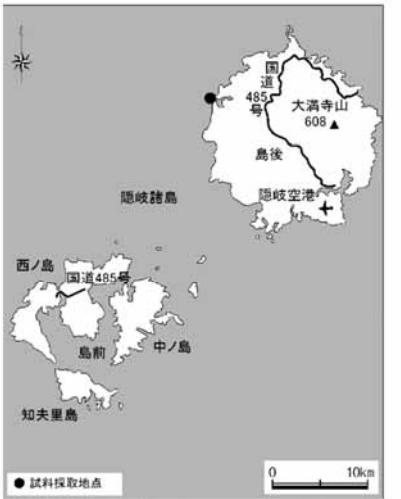 国道
485
号
大満寺山
608
島後
隠岐諸島
隠岐空港
西ノ島
国道485号
島前
中ノ島
知夫里島
試料採取地点
0 10km